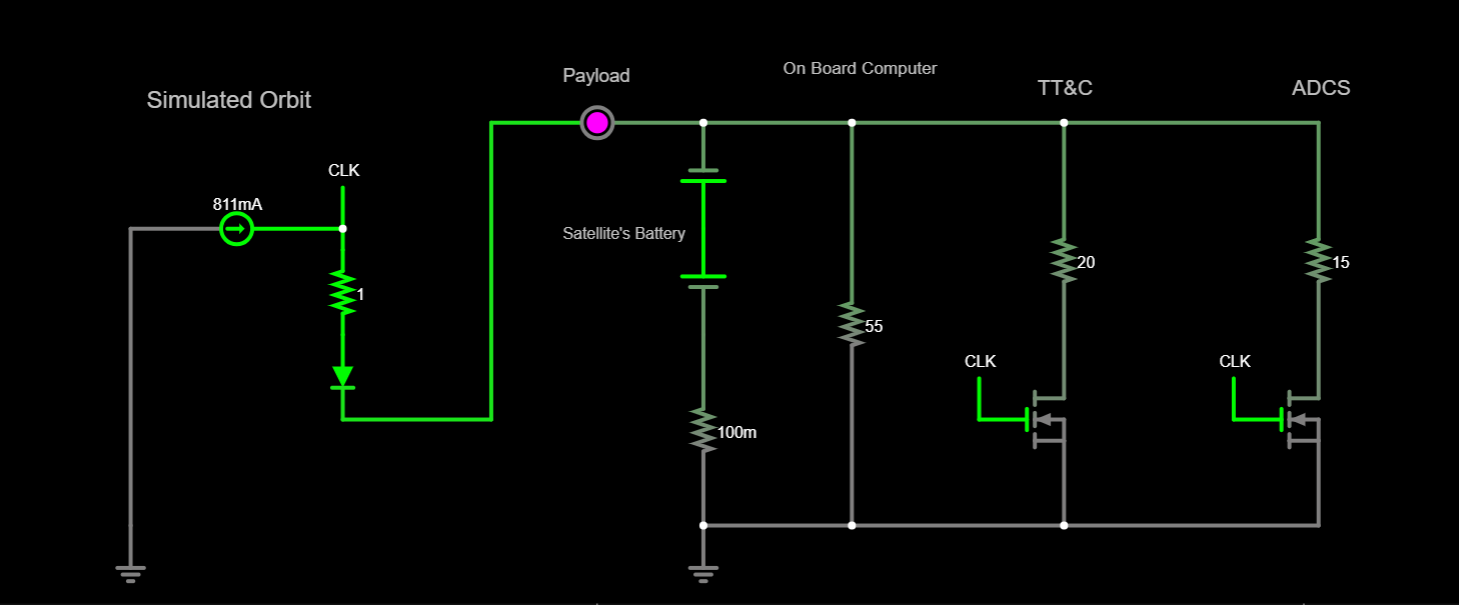 On Board Computer
Payload
TT&C
ADCS
Simulated Orbit
CLK
811mA
Satellite's Battery
20
15
1
55
CLK
CLK
100m